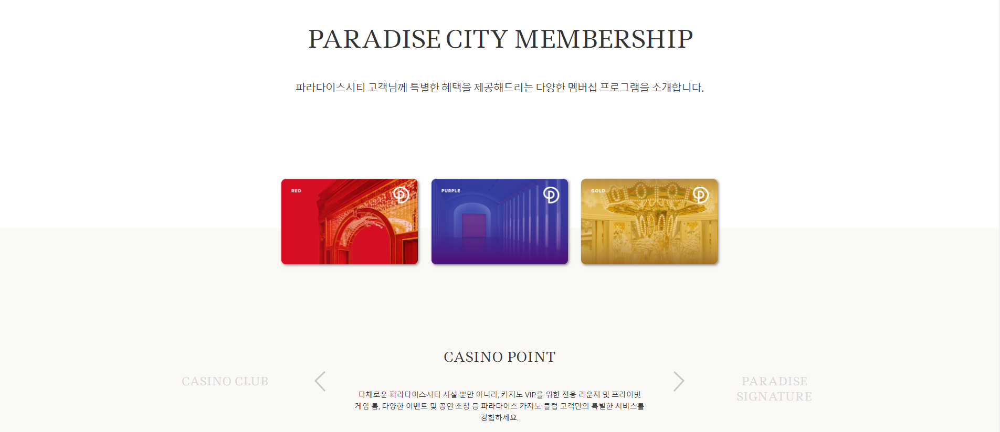 PARADISE CITY MEMBERSHIP
파라다이스시티 고객님께 특별한 혜택을 제공해드리는 다양한 멤버십 프로그램을 소개합니다.
RED
PURPLE
GOLD
CASINO POINT
CASINO CLUB
PARADISE
SIGNATURE
다채로운 파라다이스시티 시설 뿐만 아니라, 카지노 VIP를 위한 전용 라운지 및 프라이빗
게임 룸, 다양한 이벤트 및 공연 초청 등 파라다이스 카지노 클럽 고객만의 특별한 서비스를
경험하세요.